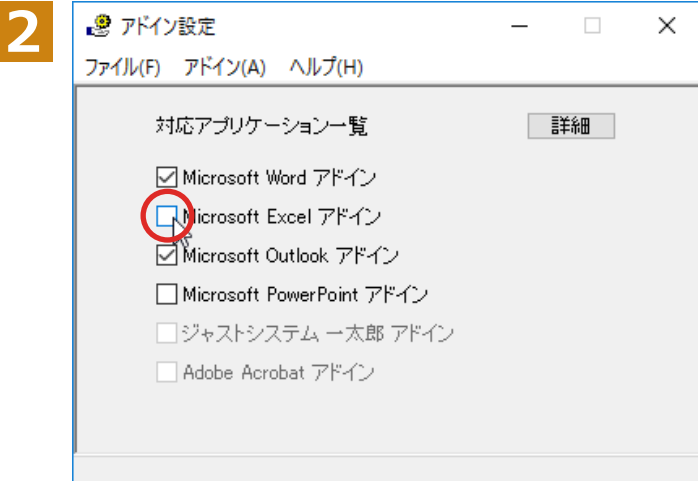 2
アドイン設定
ファイル(F) アドイン(A) ヘルプ(H)
対応アプリケーション一覧 詳細
Microsoft Word アドイン
Microsoft Excel アドイン
Microsoft Outlook アドイン
Microsoft PowerPoint アドイン
ジャストシステム 一太郎 アドイン
Adobe Acrobat アドイン